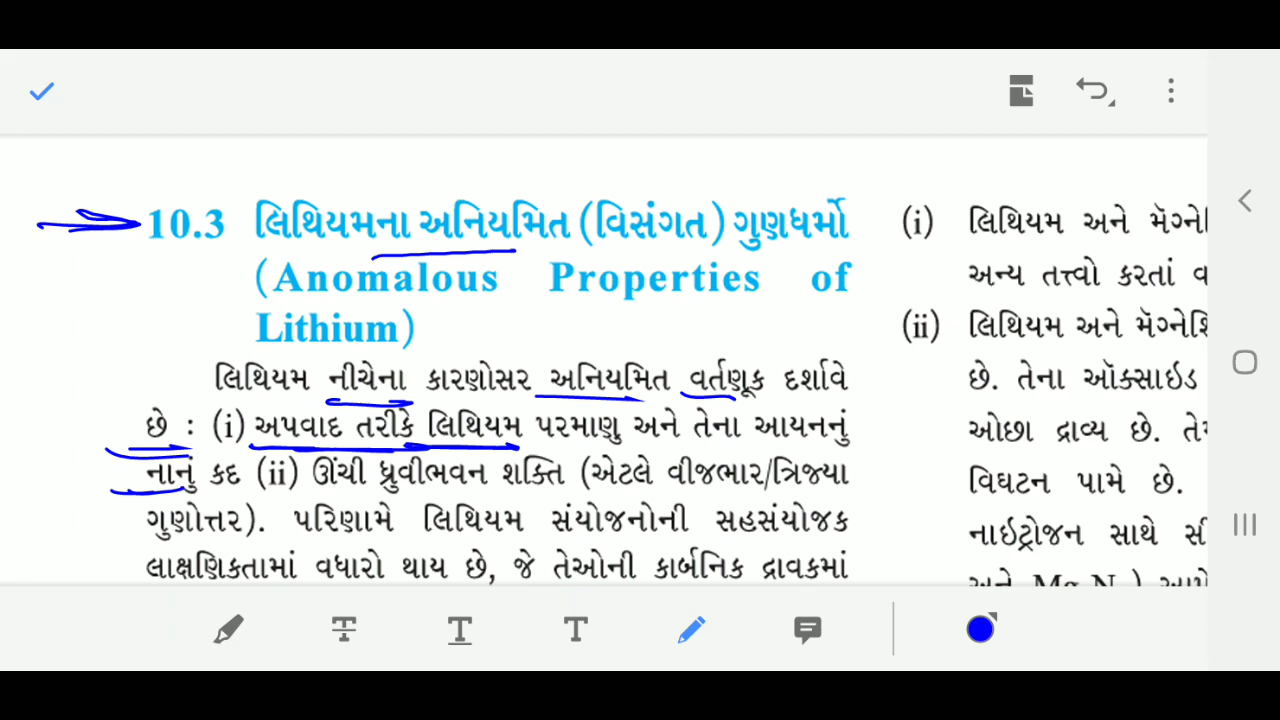 10.3 લિથિયમના અનિયમિત (વિસંગત) ગુણધર્મો
(Anomalous Properties of
Lithium)
લિથિયમ નીચેના કારણોસર અનિયમિત વર્તણૂક દર્શાવે
છે : (i) અપવાદ તરીકે લિથિયમ પરમાણુ અને તેના આયનનું
નાનું કદ (ii) ઊંચી ધ્રુવીભવન શક્તિ (એટલે વીજભાર/ત્રિજ્યા
ગુણોત્તર). પરિણામે લિથિયમ સંયોજનોની સહસંયોજક
લાક્ષણિકતામાં વધારો થાય છે, જે તેઓની કાર્બનિક દ્રાવકમાં
(i) લિથિયમ અને
અન્ય તત્ત્વો કરતાં
(ii) લિથિયમ અને
છે. તેના ઑક્સાઇડ
ઓછા દ્રાવ્ય છે.
વિઘટન પામે છે.
નાઇટ્રોજન સાથે
T T T